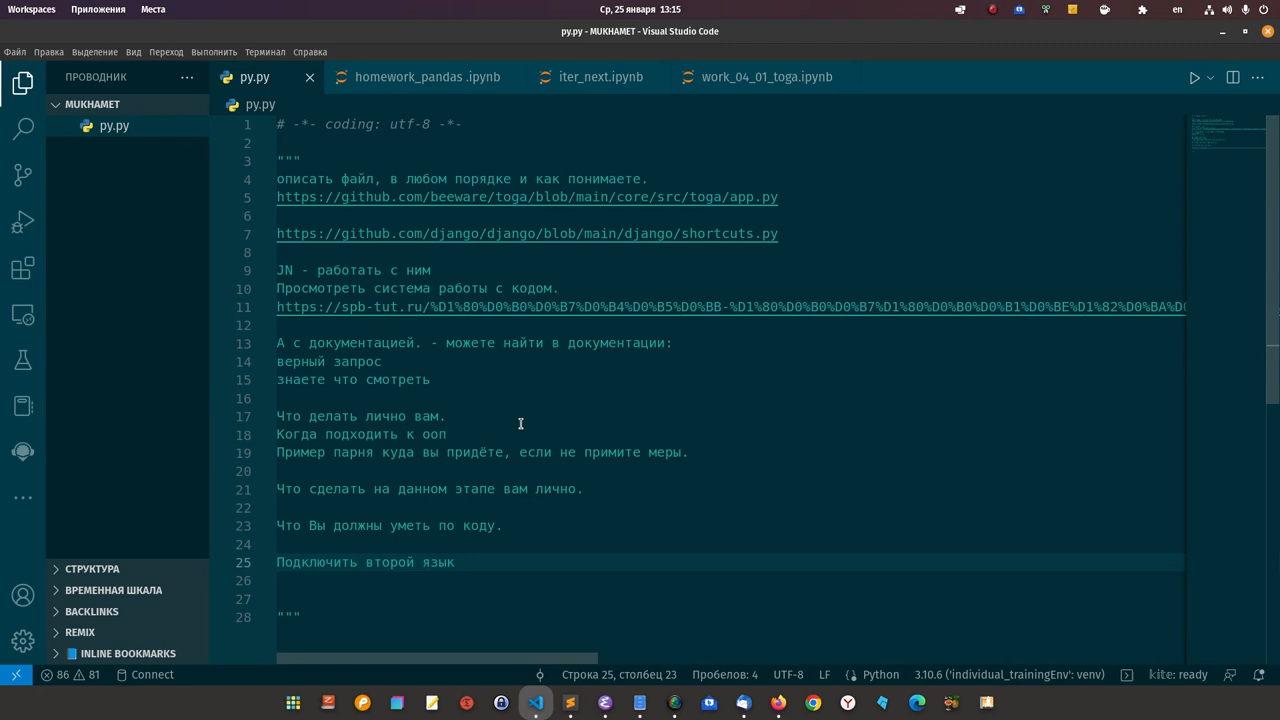 Workspaces Приложения Места Ср, 25 января 13:15 en
py.py - MUKHAMET - Visual Studio Code
Файл Правка Выделение Вид Переход Выполнить Терминал Справка
ПРОВОДНИК
py.py homework_pandas .ipynb iter_next.ipynb work_04_01_toga.ipynb
MUKHAMET
py.py
py.py
1 # -*- coding: utf-8 -*-
2
3 """
4 описать файл, в любом порядке и как понимаете.
5 https://github.com/beeware/toga/blob/main/core/src/toga/app.py
6
7 https://github.com/django/django/blob/main/django/shortcuts.py
8
9 JN - работать с ним
10 Просмотреть система работы с кодом.
11 https://spb-tut.ru/%D1%80%D0%B0%D0%B7%D0%B4%D0%B5%D0%BB-%D1%80%D0%B0%D0%B7%D1%80%D0%B0%D0%B1%D0%BE%D1%82%D0%BA%D0
12
13 А с документацией. - можете найти в документации:
14 верный запрос
15 знаете что смотреть
16
17 Что делать лично вам.
18 Когда подходить к ооп
19 Пример парня куда вы придёте, если не примите меры.
20
21 Что сделать на данном этапе вам лично.
22
23 Что Вы должны уметь по коду.
24
25 Подключить второй язык
26
27
28 """
СТРУКТУРА
ВРЕМЕННАЯ ШКАЛА
BACKLINKS
REMIX
INLINE BOOKMARKS
86 81 Connect Строка 25, столбец 23 Пробелов: 4 UTF-8 LF Python 3.10.6 ('individual_trainingEnv': venv) kite: ready